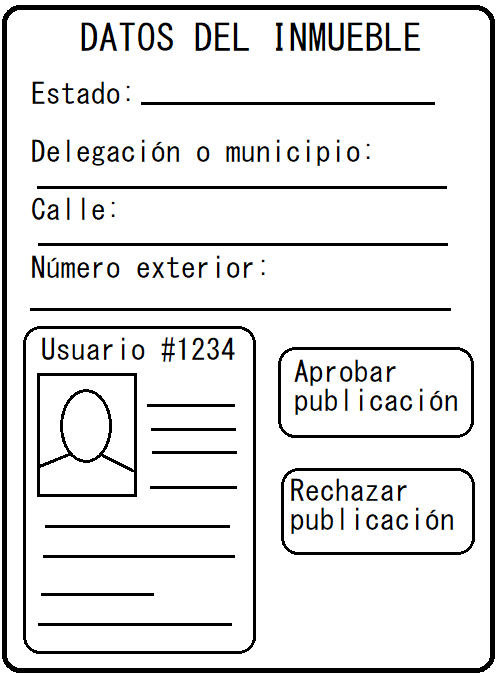 DATOS DEL INMUEBLE
Estado:
Delegación o municipio:
Calle:
Número exterior:
Usuario #1234
Aprobar
publicación
Rechazar
publicación